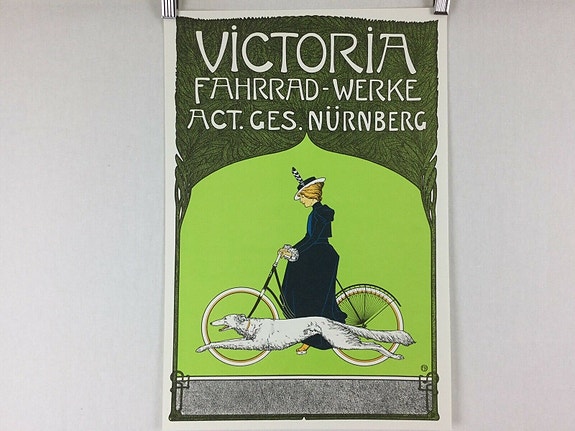 VICTORIA
FAHRRAD-WERKE
ACT. GES. NÜRNBERG